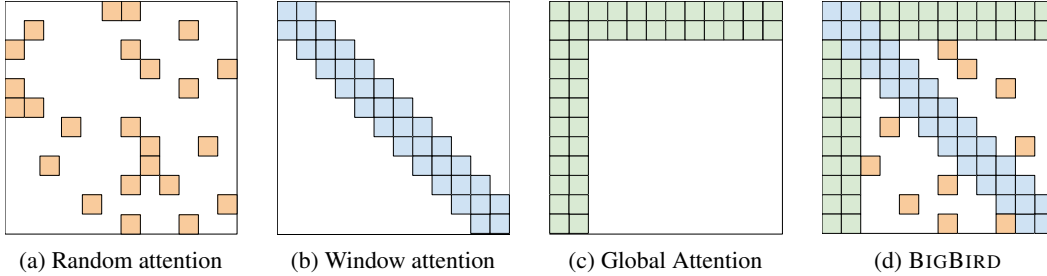 (a) Random attention
(b) Window attention
(c) Global Attention
(d) BIGBIRD